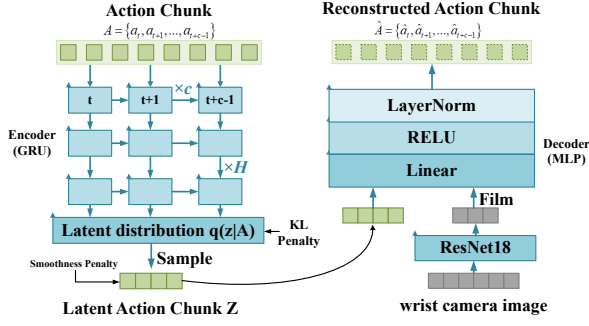 Action Chunk
A = {a_t, a_{t+1}, ..., a_{t+c-1}}
t
t+1
×c
t+c-1
Encoder
(GRU)
×H
Latent distribution q(z|A)
KL
Penalty
Sample
Smoothness Penalty
Latent Action Chunk Z
Reconstructed Action Chunk
Â = {â_t, â_{t+1}, ..., â_{t+c-1}}
LayerNorm
RELU
Linear
Decoder
(MLP)
Film
ResNet18
wrist camera image